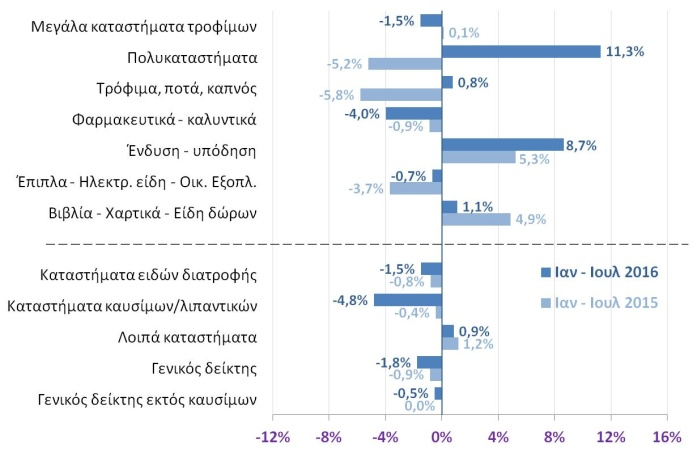 Μεγάλα καταστήματα τροφίμων
-1,5%
0,1%
Πολυκαταστήματα
11,3%
-5,2%
Τρόφιμα, ποτά, καπνός
0,8%
-5,8%
Φαρμακευτικά - καλυντικά
-4,0%
-0,9%
Ένδυση - υπόδηση
8,7%
5,3%
Έπιπλα - Ηλεκτρ. είδη - Οικ. Εξοπλ.
-0,7%
-3,7%
Βιβλία - Χαρτικά - Είδη δώρων
1,1%
4,9%
Καταστήματα ειδών διατροφής
-1,5%
-0,8%
Ιαν - Ιουλ 2016
Ιαν - Ιουλ 2015
Καταστήματα καυσίμων/λιπαντικών
-4,8%
-0,4%
Λοιπά καταστήματα
0,9%
1,2%
Γενικός δείκτης
-1,8%
-0,9%
Γενικός δείκτης εκτός καυσίμων
-0,5%
0,0%
-12% -8% -4% 0% 4% 8% 12% 16%